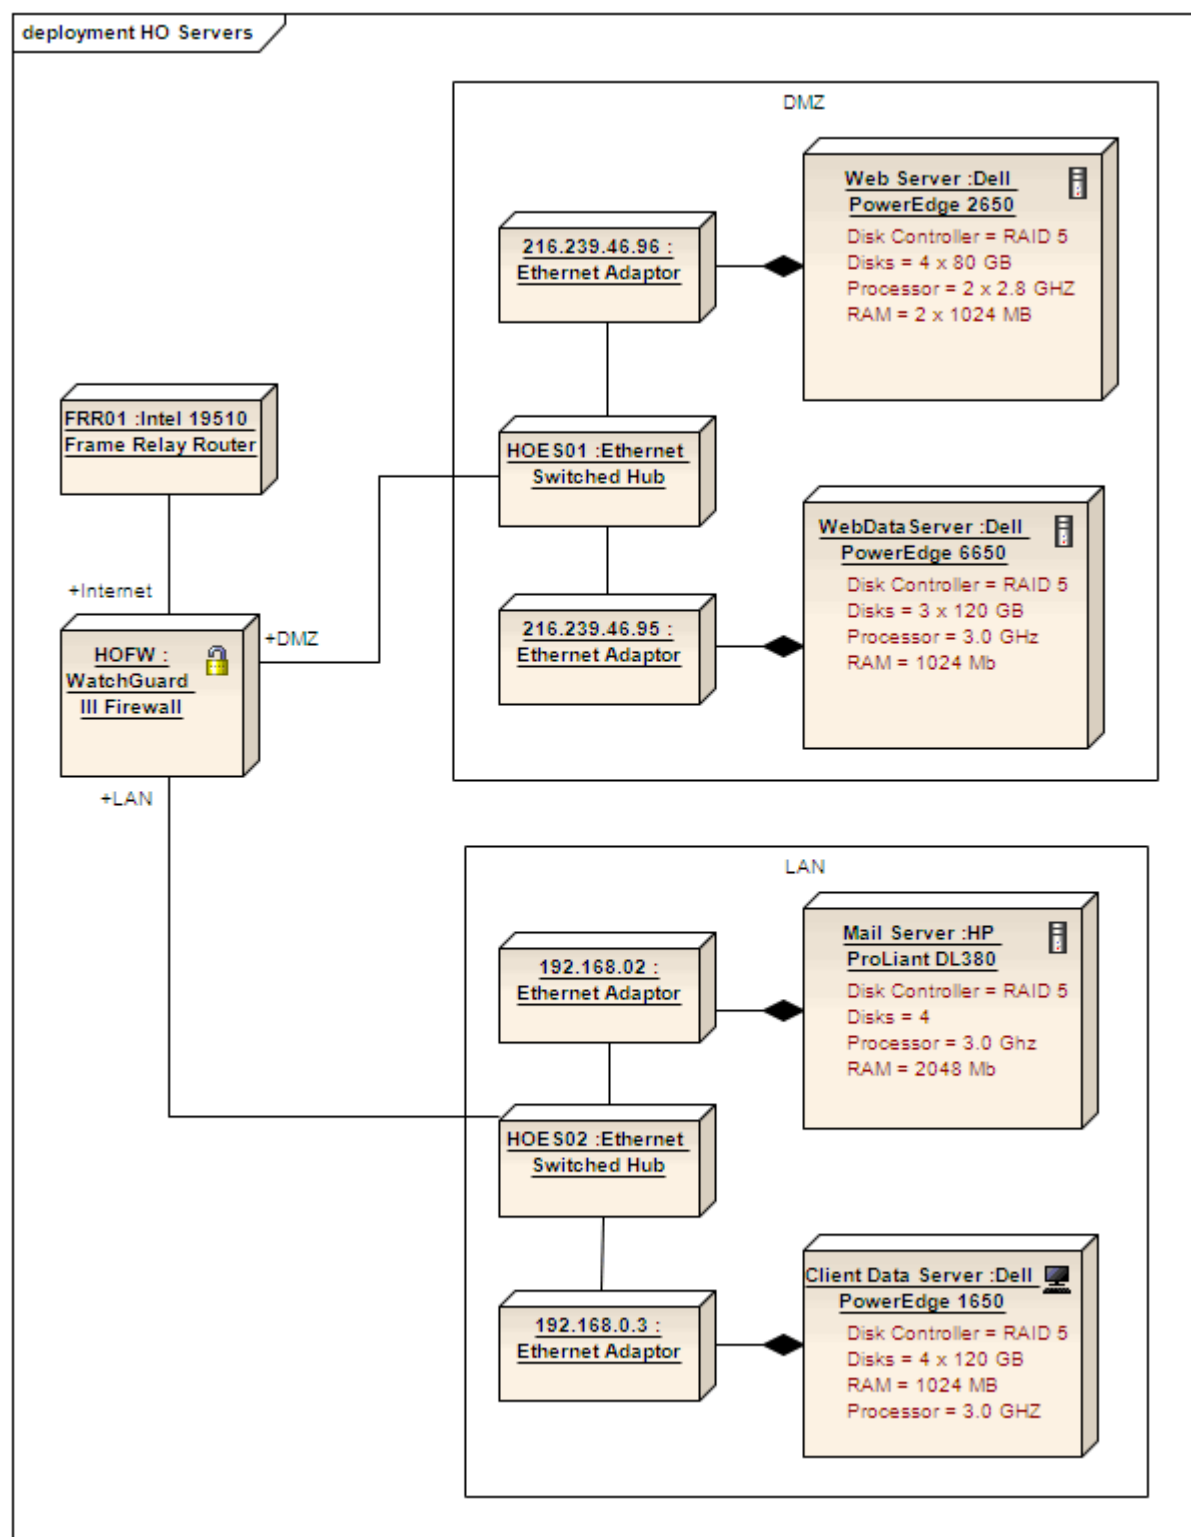 deployment HO Servers
DMZ
Web Server :Dell
PowerEdge 2650
Disk Controller = RAID 5
Disks = 4 x 80 GB
Processor = 2 x 2.8 GHZ
RAM = 2 x 1024 MB
216.239.46.96 :
Ethernet Adaptor
FRR01 :Intel 19510
Frame Relay Router
HOES01 :Ethernet
Switched Hub
WebDataServer :Dell
PowerEdge 6650
Disk Controller = RAID 5
Disks = 3 x 120 GB
Processor = 3.0 GHz
RAM = 1024 Mb
+Internet
216.239.46.95 :
Ethernet Adaptor
+DMZ
HOFW :
WatchGuard
III Firewall
+LAN
LAN
Mail Server :HP
ProLiant DL380
Disk Controller = RAID 5
Disks = 4
Processor = 3.0 Ghz
RAM = 2048 Mb
192.168.02 :
Ethernet Adaptor
HOES02 :Ethernet
Switched Hub
Client Data Server :Dell
PowerEdge 1650
Disk Controller = RAID 5
Disks = 4 x 120 GB
RAM = 1024 MB
Processor = 3.0 GHZ
192.168.0.3 :
Ethernet Adaptor